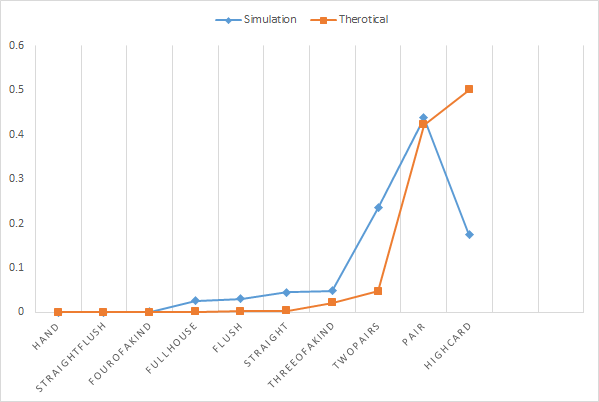 Simulation Therotical
0.6
0.5
0.4
0.3
0.2
0.1
0
HAND
STRAIGHTFLUSH
FOUROFAKIND
FULLHOUSE
FLUSH
STRAIGHT
THREEOFAKIND
TWOPAIRS
PAIR
HIGHCARD